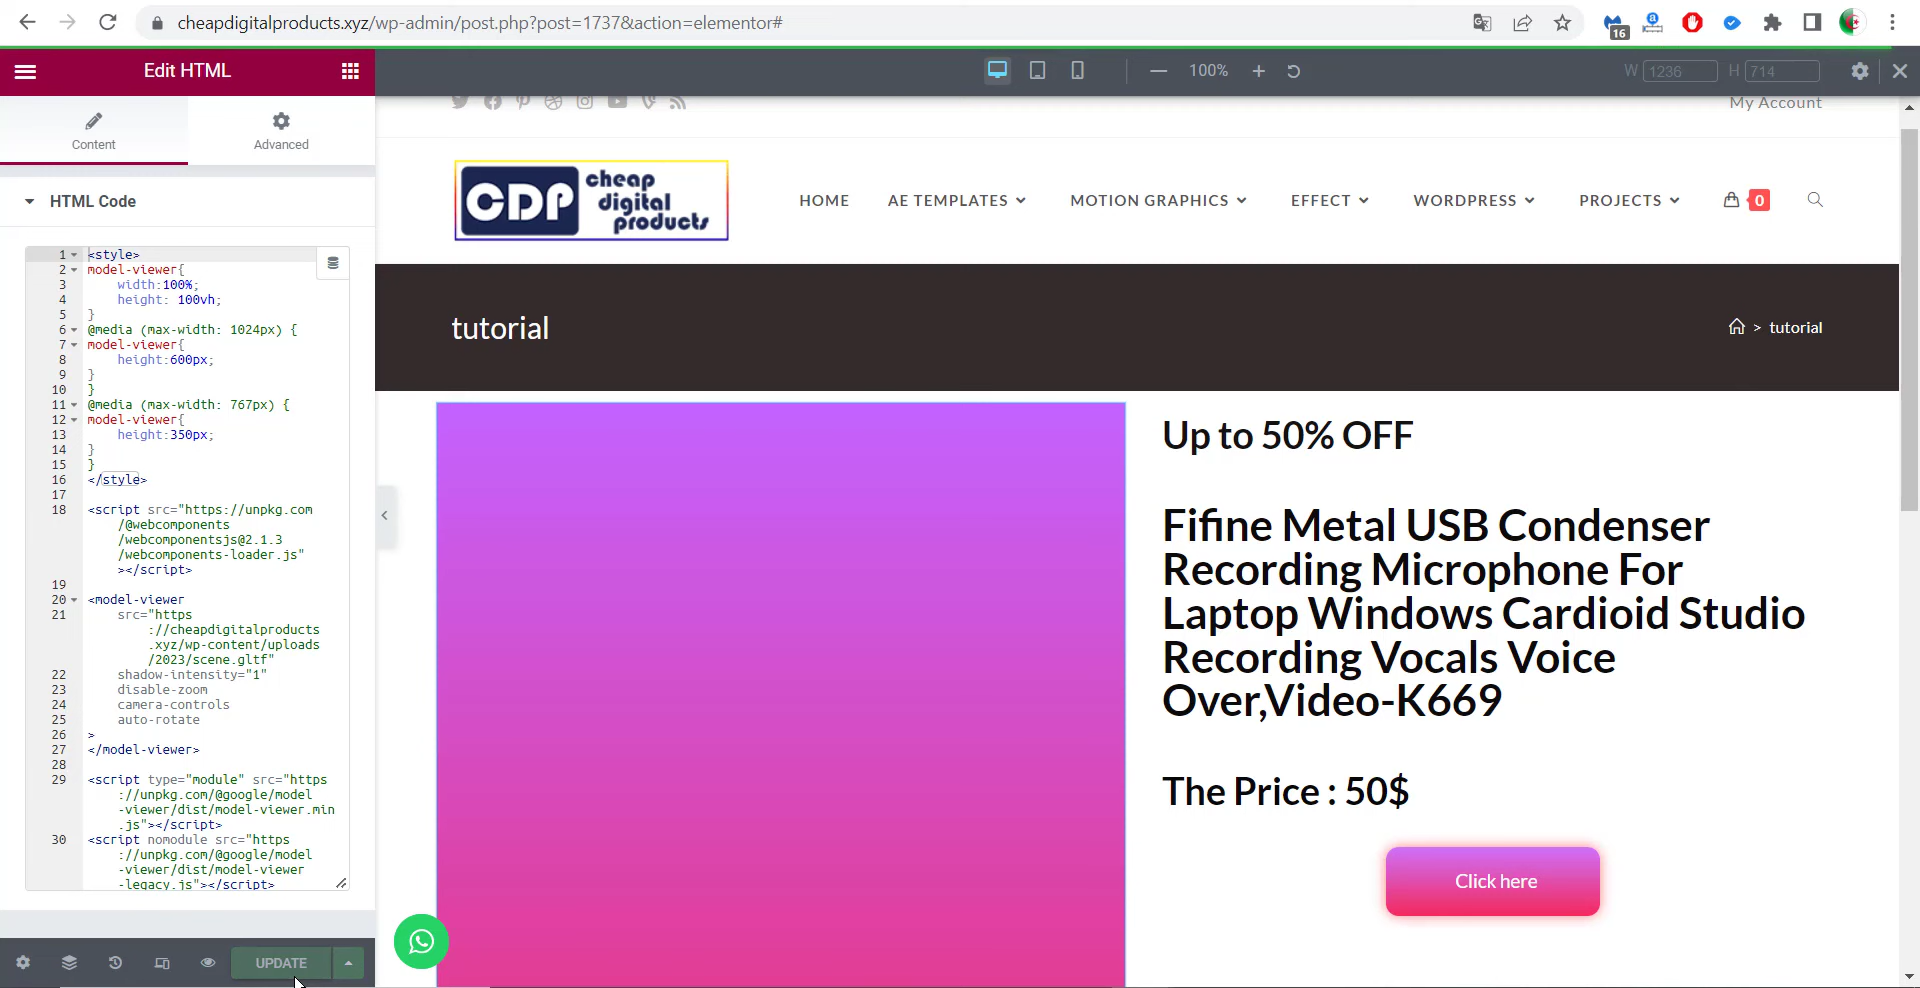 cheapdigitalproducts.xyz/wp-admin/post.php?post=1737&action=elementor#
16
Edit HTML
100%
W 1236
H 714
Content
Advanced
HTML Code
1 <style>
2 model-viewer{
3 width:100%;
4 height: 100vh;
5 }
6 @media (max-width: 1024px) {
7 model-viewer{
8 height:600px;
9 }
10 }
11 @media (max-width: 767px) {
12 model-viewer{
13 height:350px;
14 }
15 }
16 </style>
17
18 <script src="https://unpkg.com
/@webcomponents
/webcomponentsjs@2.1.3
/webcomponents-loader.js"
></script>
19
20 <model-viewer
21 src="https
://cheapdigitalproducts
.xyz/wp-content/uploads
/2023/scene.gltf"
22 shadow-intensity="1"
23 disable-zoom
24 camera-controls
25 auto-rotate
26 >
27 </model-viewer>
28
29 <script type="module" src="https
://unpkg.com/@google/model
-viewer/dist/model-viewer.min
.js"></script>
30 <script nomodule src="https
://unpkg.com/@google/model
-viewer/dist/model-viewer
-legacy.js"></script>
UPDATE
My Account
CDP cheap
digital
products
HOME
AE TEMPLATES
MOTION GRAPHICS
EFFECT
WORDPRESS
PROJECTS
0
tutorial
> tutorial
Up to 50% OFF
Fifine Metal USB Condenser
Recording Microphone For
Laptop Windows Cardioid Studio
Recording Vocals Voice
Over,Video-K669
The Price : 50$
Click here